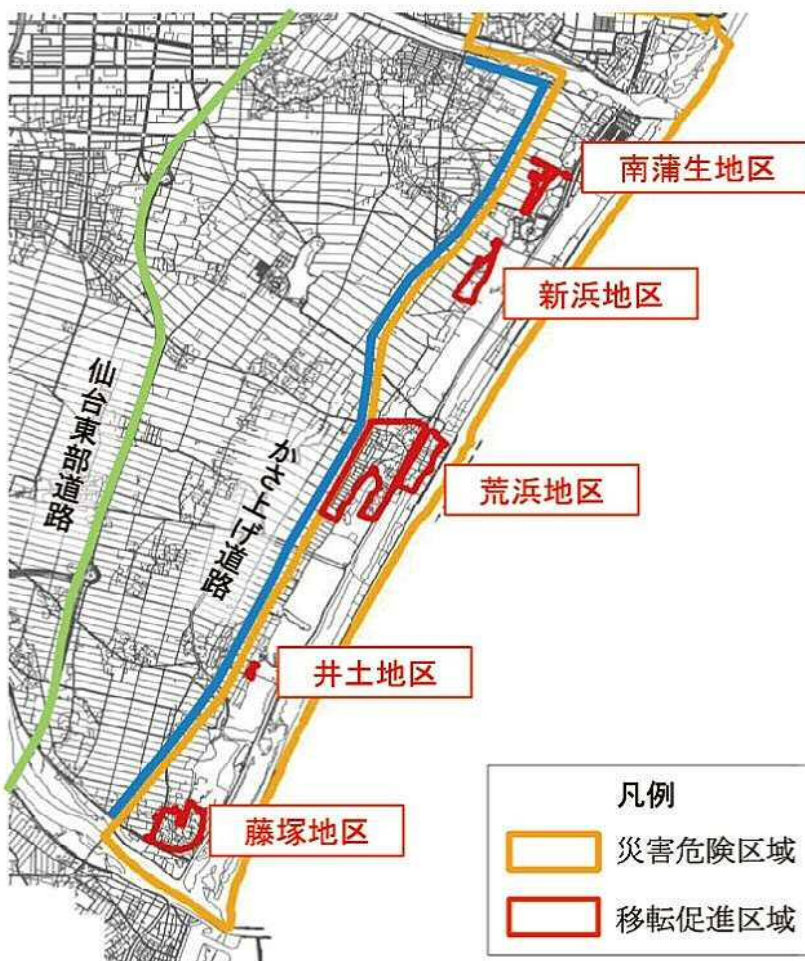 南蒲生地区
新浜地区
仙台東部道路
かさ上げ道路
荒浜地区
井土地区
藤塚地区
凡例
災害危険区域
移転促進区域